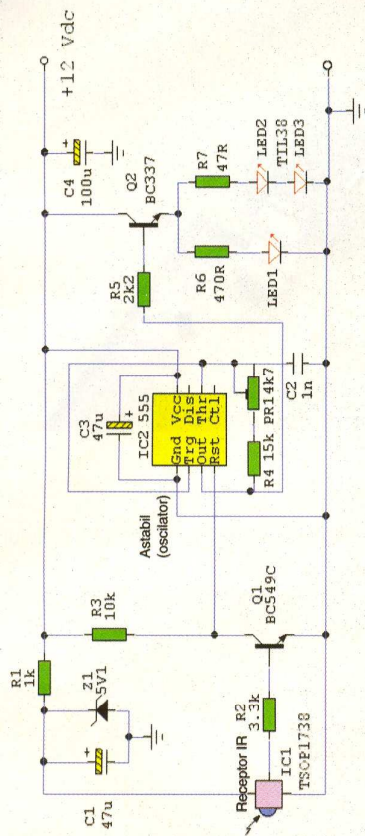 +12 Vdc
C4
100u
+
Q2
BC337
R7
47R
LED2
TIL38
LED3
R5
2k2
R6
470R
LED1
C3
47u
+
IC2 555
Gnd Vcc
Trg Dis
Out Thr
Rst Ctl
Astabil
(oscilator)
R4 15k PR14k7
C2
1n
R1
1k
R3
10k
Z1
5V1
C1
47u
+
Q1
BC549C
R2
3.3k
Receptor IR
IC1
TSOP1738